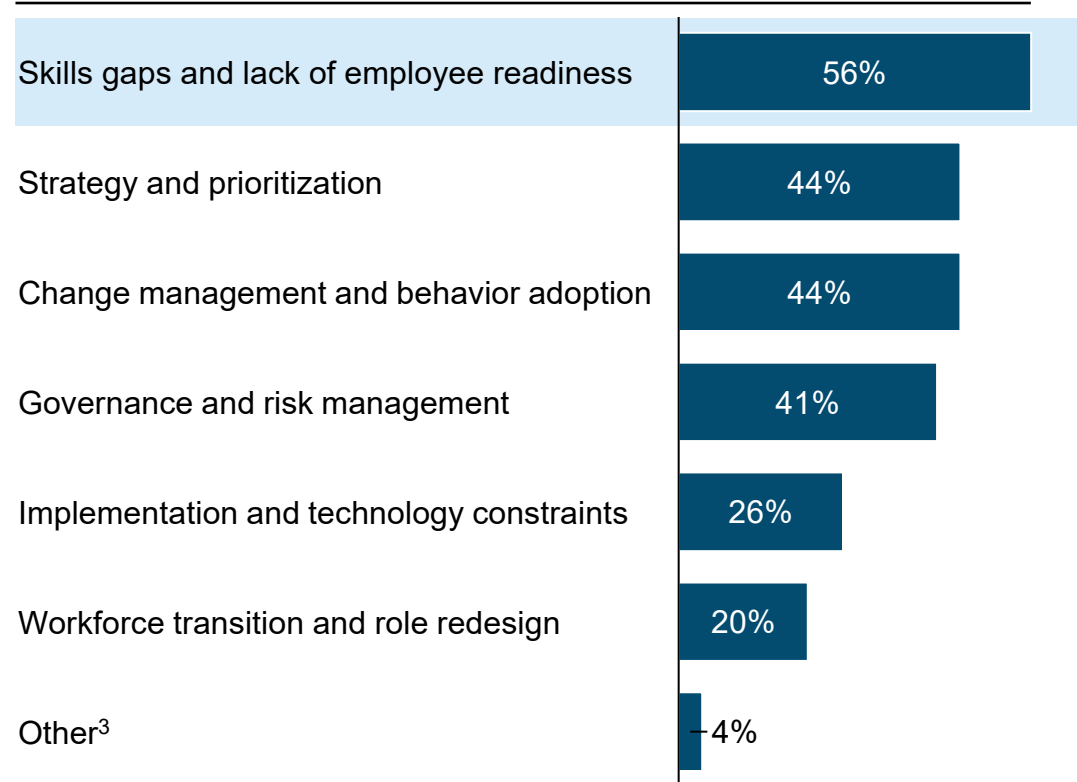 Skills gaps and lack of employee readiness 56%
Strategy and prioritization 44%
Change management and behavior adoption 44%
Governance and risk management 41%
Implementation and technology constraints 26%
Workforce transition and role redesign 20%
Other³ 4%